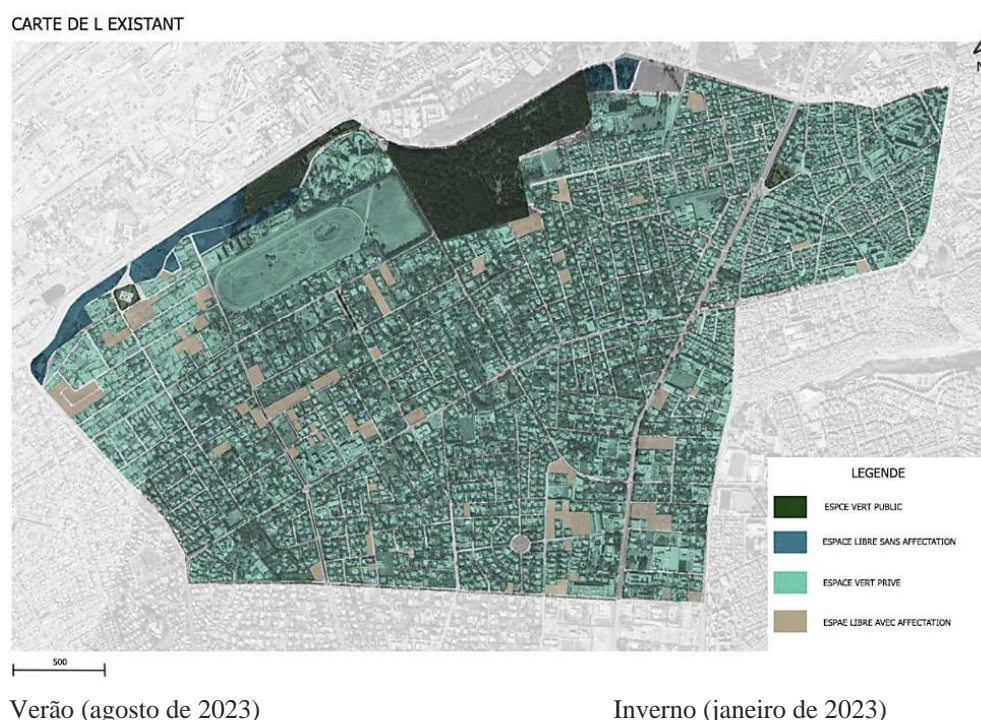 CARTE DE L EXISTANT
N
LEGENDE
ESPCE VERT PUBLIC
ESPACE LIBRE SANS AFFECTATION
ESPACE VERT PRIVE
ESPAE LIBRE AVEC AFFECTATION
500
Verão (agosto de 2023) Inverno (janeiro de 2023)